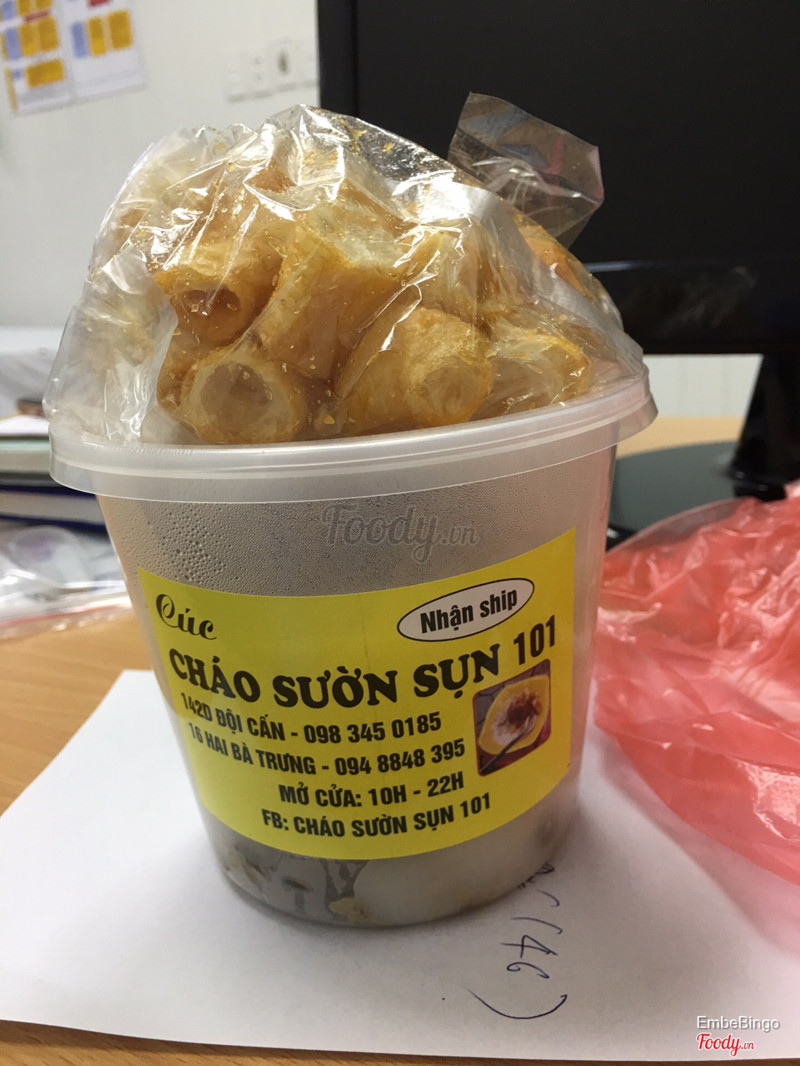 Foody.vn
Cúc
Nhận ship
CHÁO SƯỜN SỤN 101
142D ĐỘI CẤN - 098 345 0185
16 HAI BÀ TRƯNG - 094 8848 395
MỞ CỬA: 10H - 22H
FB: CHÁO SƯỜN SỤN 101
(46)
EmbeBingo
Foody.vn